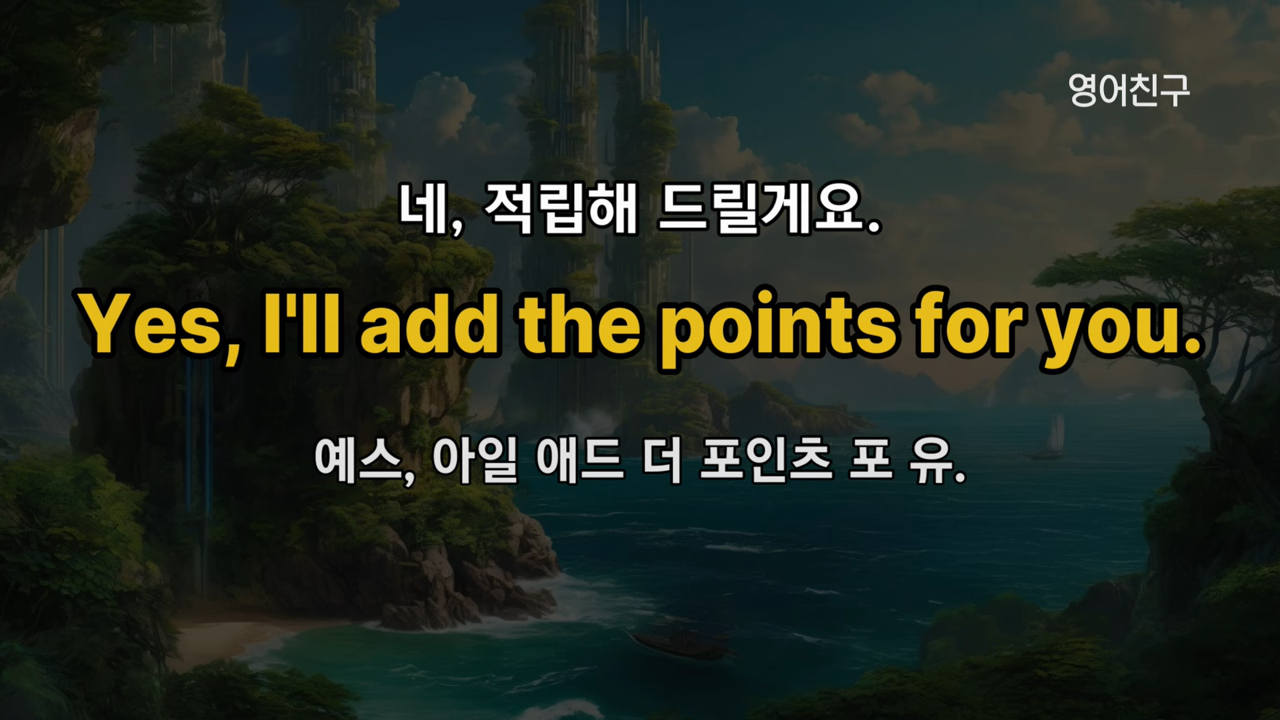 영어친구
네, 적립해 드릴게요.
Yes, I'll add the points for you.
예스, 아일 애드 더 포인츠 포 유.